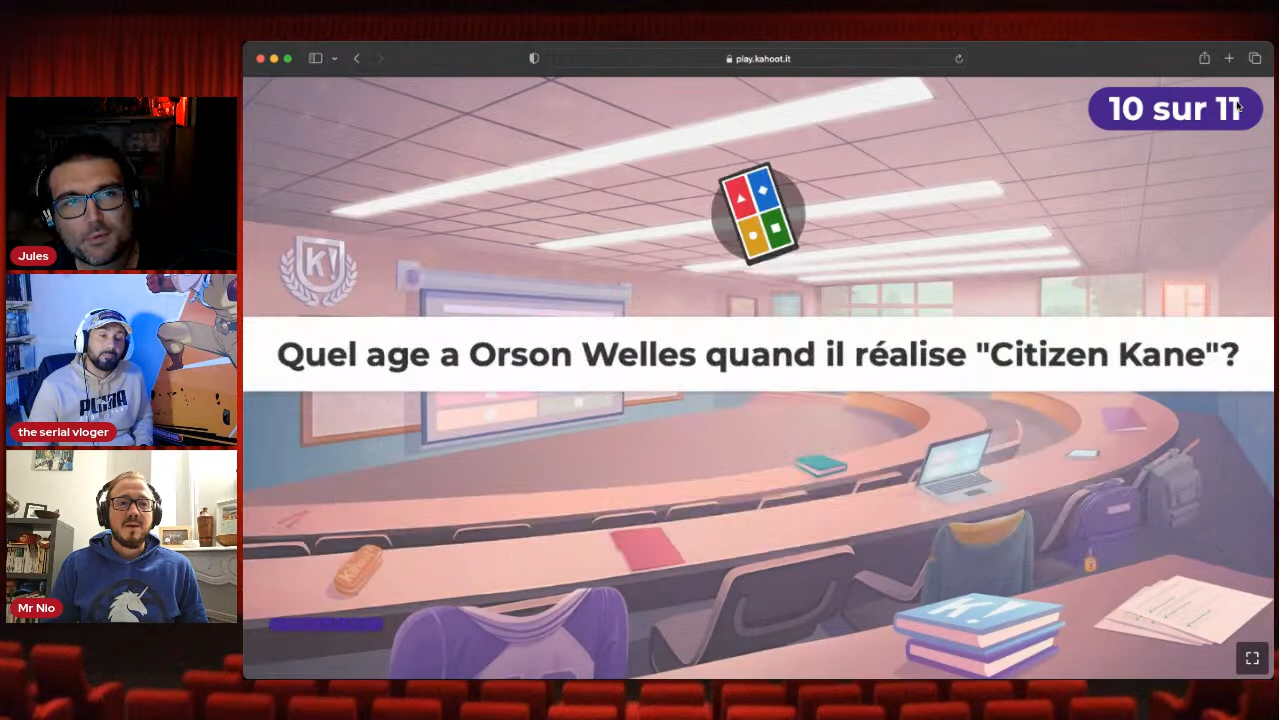 play.kahoot.it
10 sur 11
K!
Quel age a Orson Welles quand il réalise "Citizen Kane"?
Jules
PUMA
the serial vloger
Mr Nio
K!